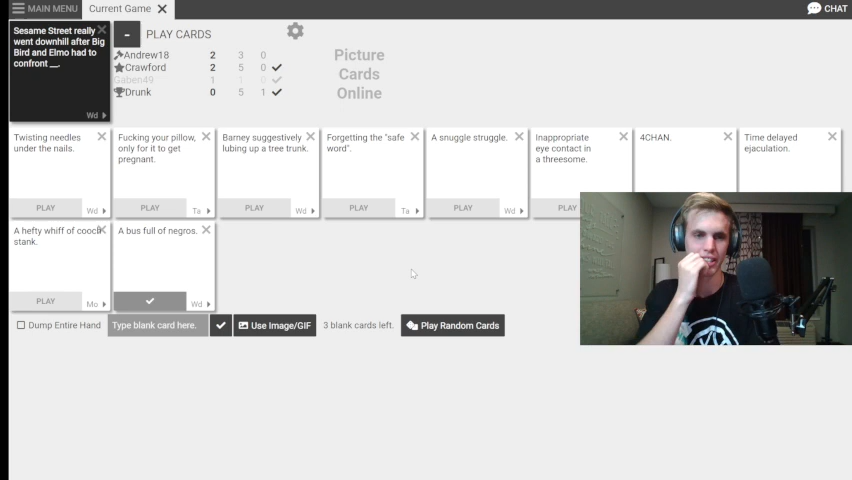 MAIN MENU
Current Game
CHAT
Sesame Street really
went downhill after Big
Bird and Elmo had to
confront __.
Wd
-
PLAY CARDS
Andrew18 2 3 0
Crawford 2 5 0
Gaben49 1 1 0
Drunk 0 5 1
Picture
Cards
Online
Twisting needles
under the nails.
PLAY
Wd
Fucking your pillow,
only for it to get
pregnant.
PLAY
Ta
Barney suggestively
lubing up a tree trunk.
PLAY
Wd
Forgetting the "safe
word".
PLAY
Ta
A snuggle struggle.
PLAY
Wd
Inappropriate
eye contact in
a threesome.
PLAY
4CHAN.
Time delayed
ejaculation.
A hefty whiff of cooch
stank.
PLAY
Mo
A bus full of negros.
Wd
Dump Entire Hand
Type blank card here.
Use Image/GIF
3 blank cards left.
Play Random Cards